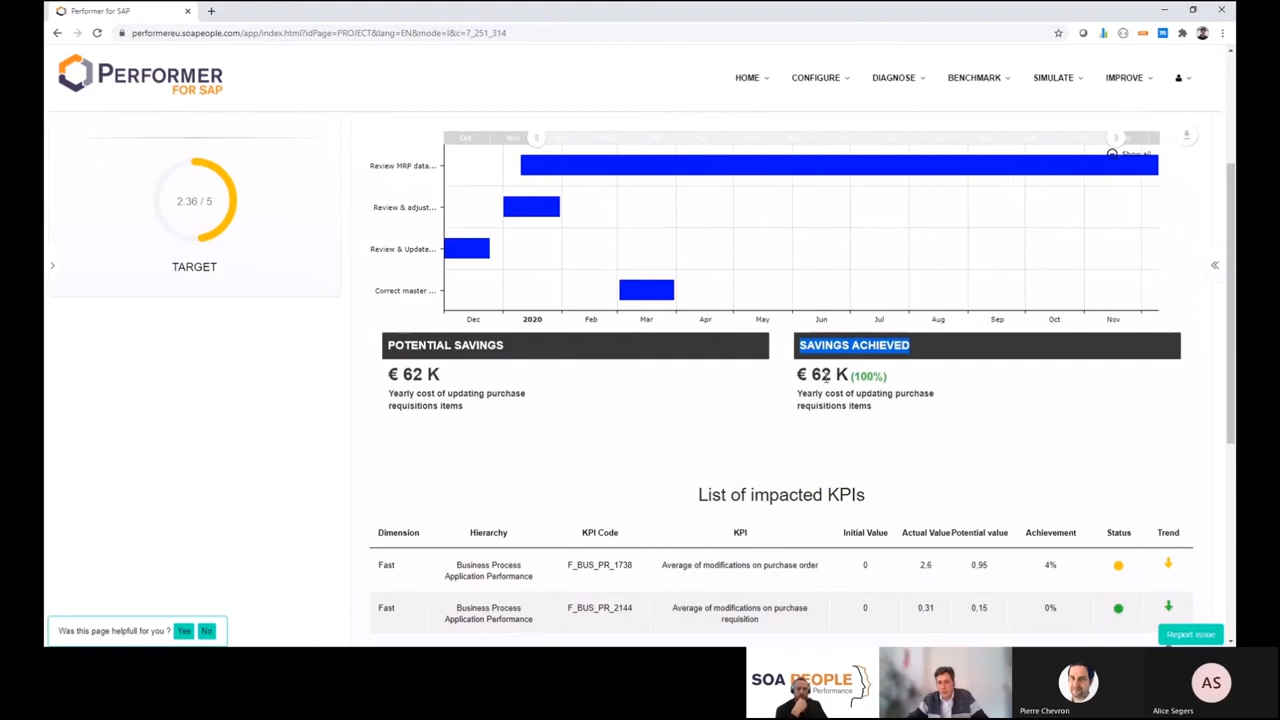 Performer for SAP
performereu.soapeople.com/app/index.html?idPage=PROJECT&lang=EN&mode=I&c=7_251_314
PERFORMER
FOR SAP
HOME
CONFIGURE
DIAGNOSE
BENCHMARK
SIMULATE
IMPROVE
2.36 / 5
TARGET
Oct
Nov
Show all
Review MRP data...
Review & adjust...
Review & Update...
Correct master ...
Dec 2020 Feb Mar Apr May Jun Jul Aug Sep Oct Nov
POTENTIAL SAVINGS
€ 62 K
Yearly cost of updating purchase
requisitions items
SAVINGS ACHIEVED
€ 62 K (100%)
Yearly cost of updating purchase
requisitions items
List of impacted KPIs
Dimension Hierarchy KPI Code KPI Initial Value Actual Value Potential value Achievement Status Trend
Fast Business Process Application Performance F_BUS_PR_1738 Average of modifications on purchase order 0 2.6 0,95 4%
Fast Business Process Application Performance F_BUS_PR_2144 Average of modifications on purchase requisition 0 0,31 0,15 0%
Was this page helpfull for you ? Yes No
Report issue
SOA PEOPLE
Performance
Pierre Chevron
AS
Alice Segers